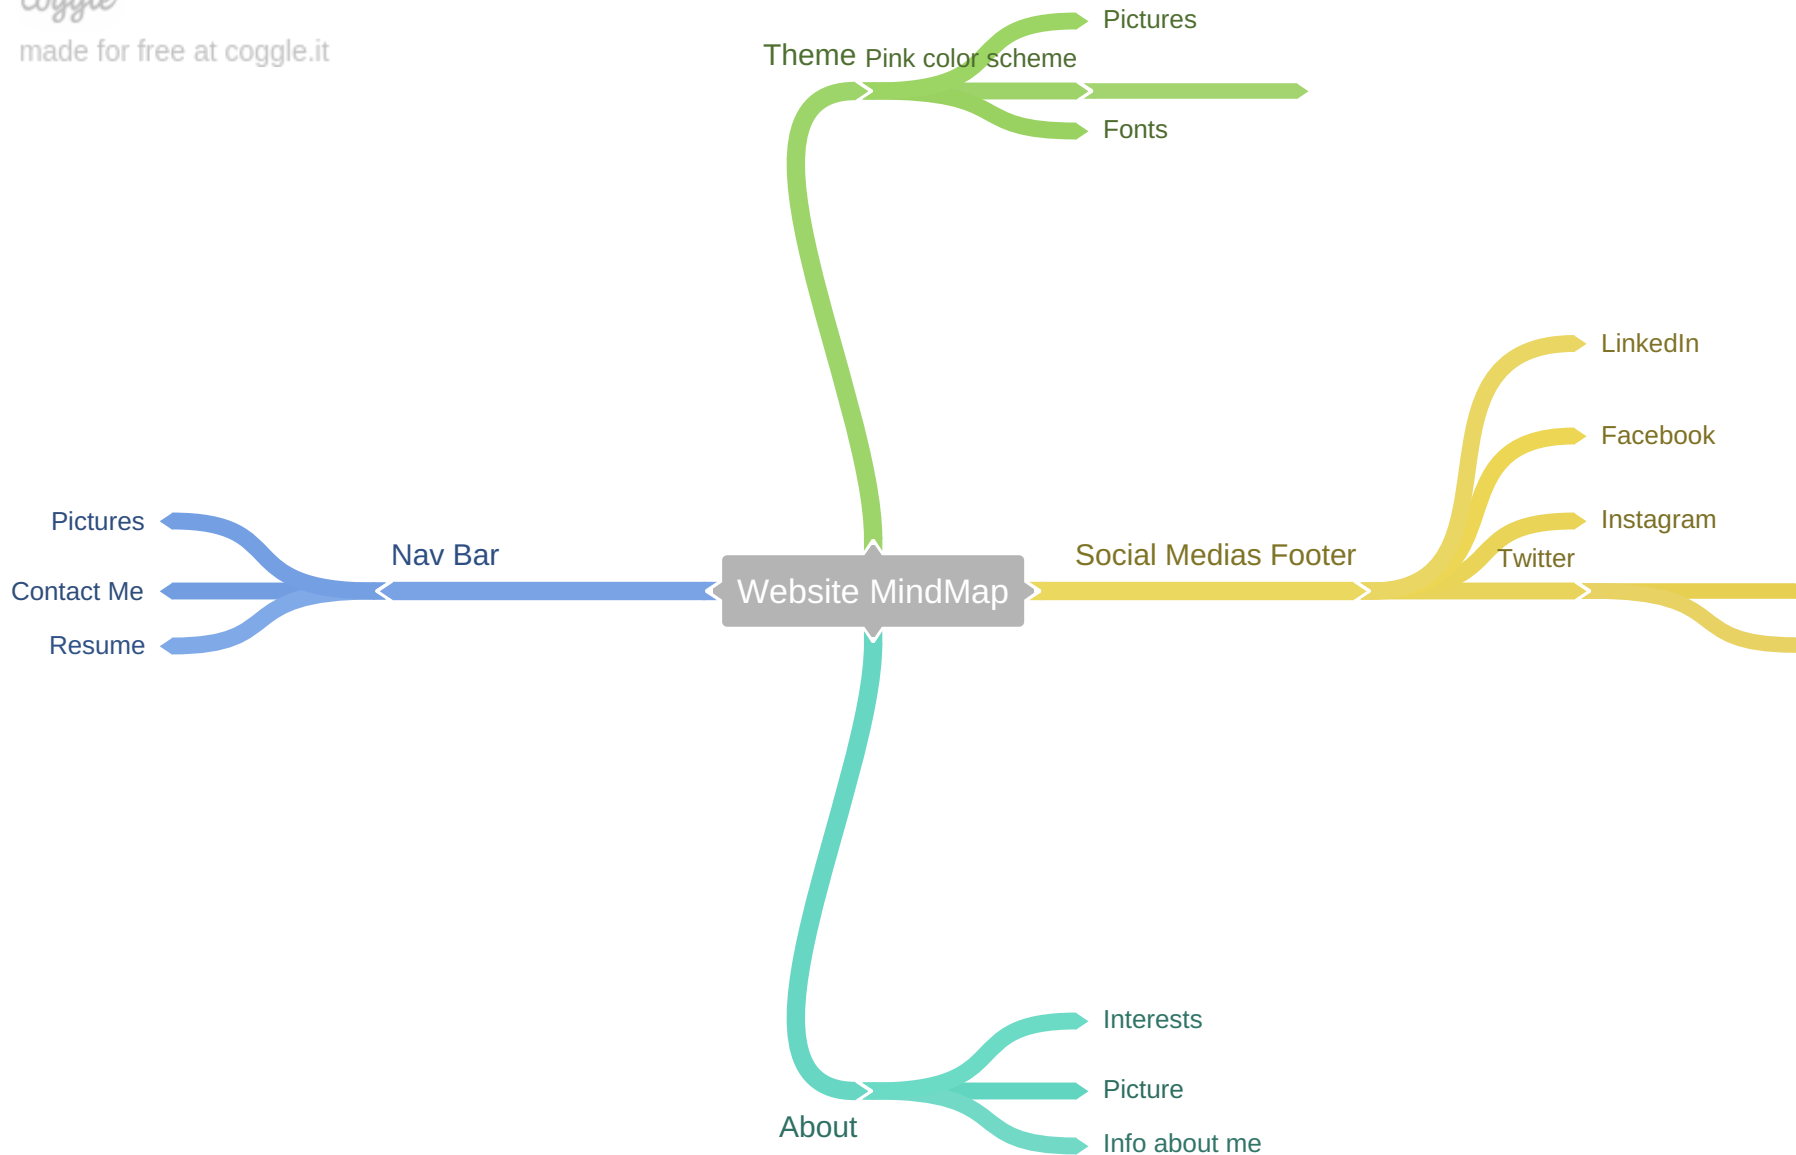 coggle
made for free at coggle.it
Theme
Pictures
Pink color scheme
Fonts
LinkedIn
Facebook
Instagram
Twitter
Social Medias Footer
Website MindMap
Nav Bar
Pictures
Contact Me
Resume
About
Interests
Picture
Info about me